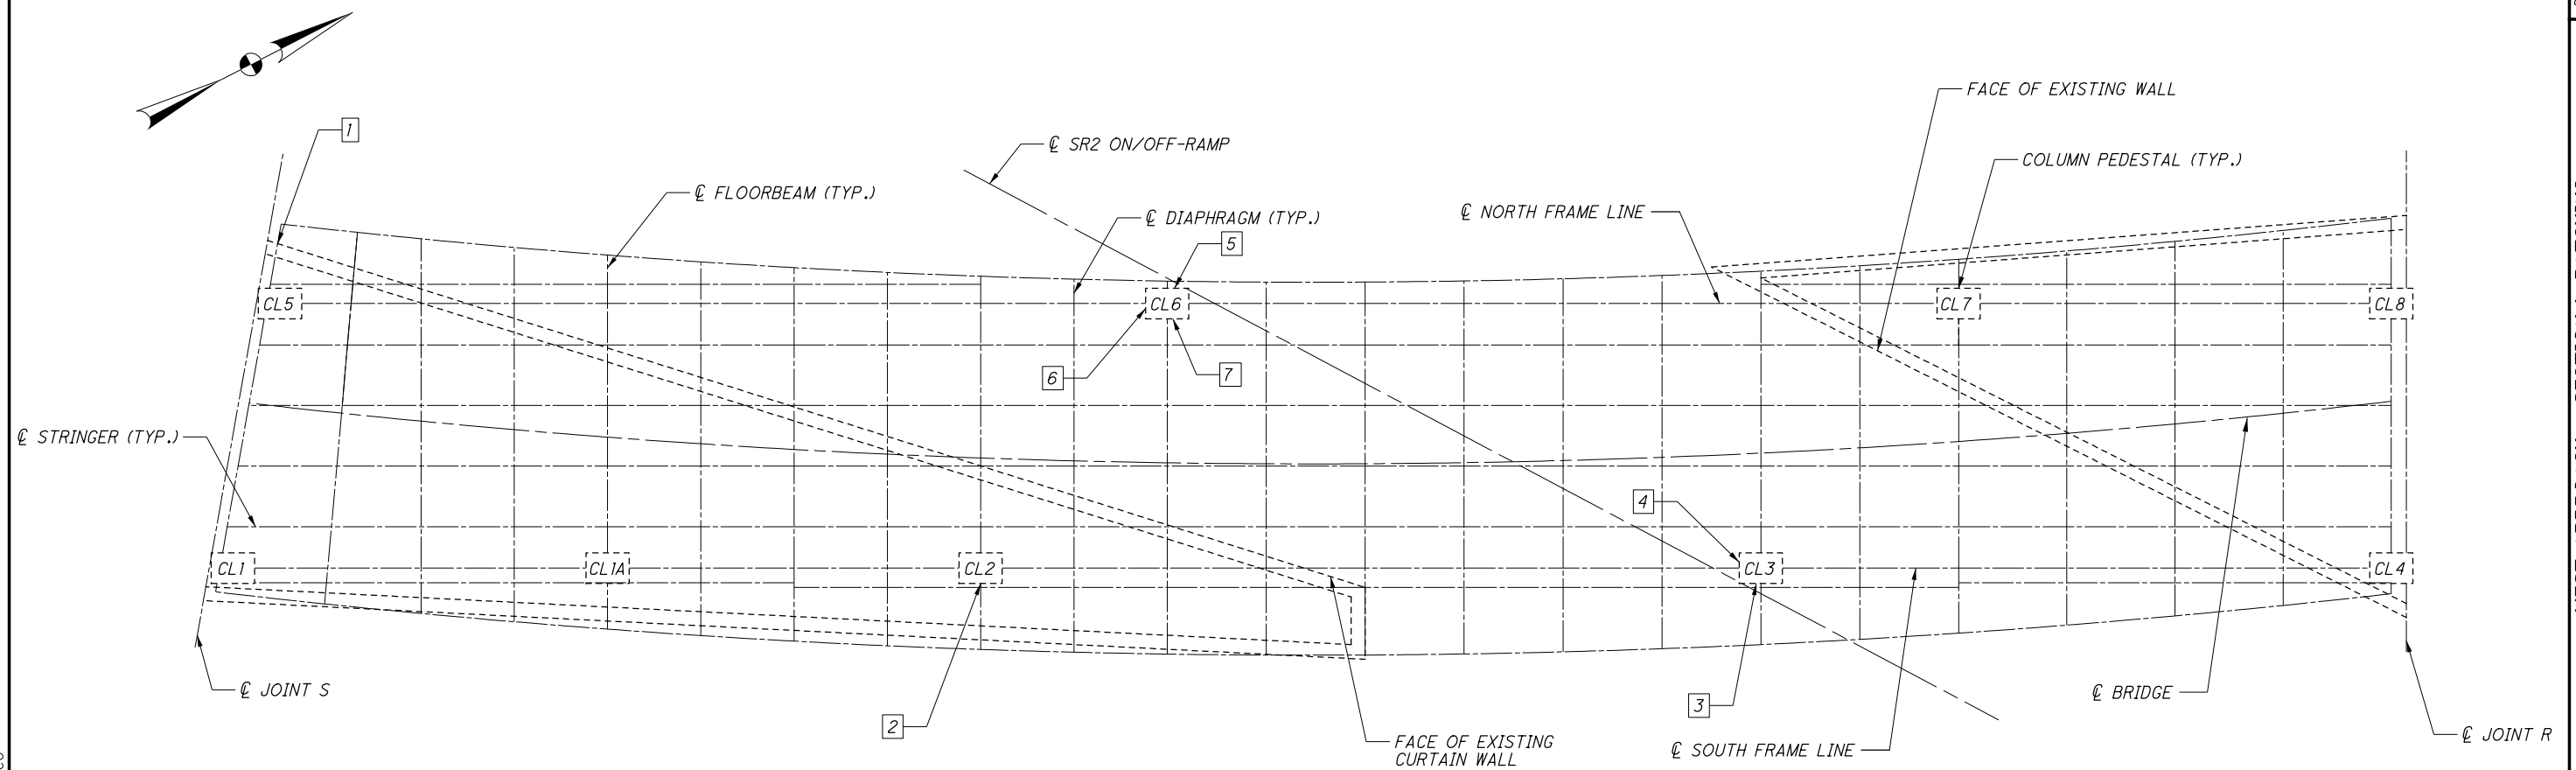 1
FACE OF EXISTING WALL
℄ SR2 ON/OFF-RAMP
COLUMN PEDESTAL (TYP.)
℄ FLOORBEAM (TYP.)
℄ DIAPHRAGM (TYP.)
℄ NORTH FRAME LINE
5
CL5
CL6
CL7
CL8
6
7
℄ STRINGER (TYP.)
4
CL1
CL1A
CL2
CL3
CL4
℄ JOINT S
℄ BRIDGE
3
2
℄ JOINT R
FACE OF EXISTING
CURTAIN WALL
℄ SOUTH FRAME LINE